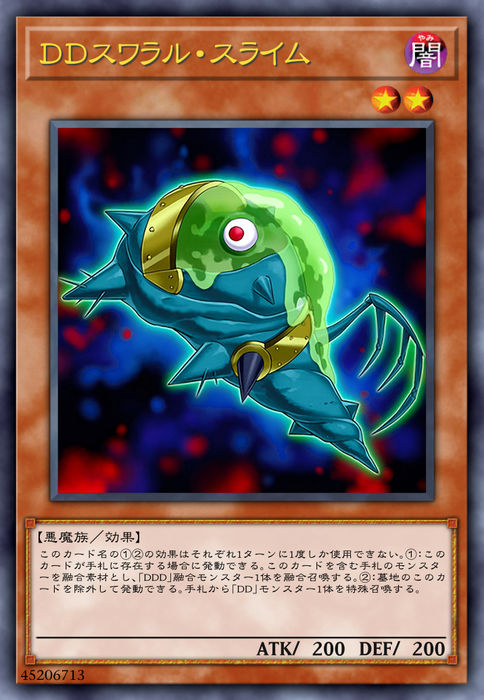 DDスワラル・スライム
やみ
闇
【悪魔族／効果】
このカード名の①②の効果はそれぞれ1ターンに1度しか使用できない。①：この
カードが手札に存在する場合に発動できる。このカードを含む手札のモンスタ
ーを融合素材とし、「DDD」融合モンスター1体を融合召喚する。②：墓地のこのカ
ードを除外して発動できる。手札から「DD」モンスター1体を特殊召喚する。
ATK/ 200 DEF/ 200
45206713